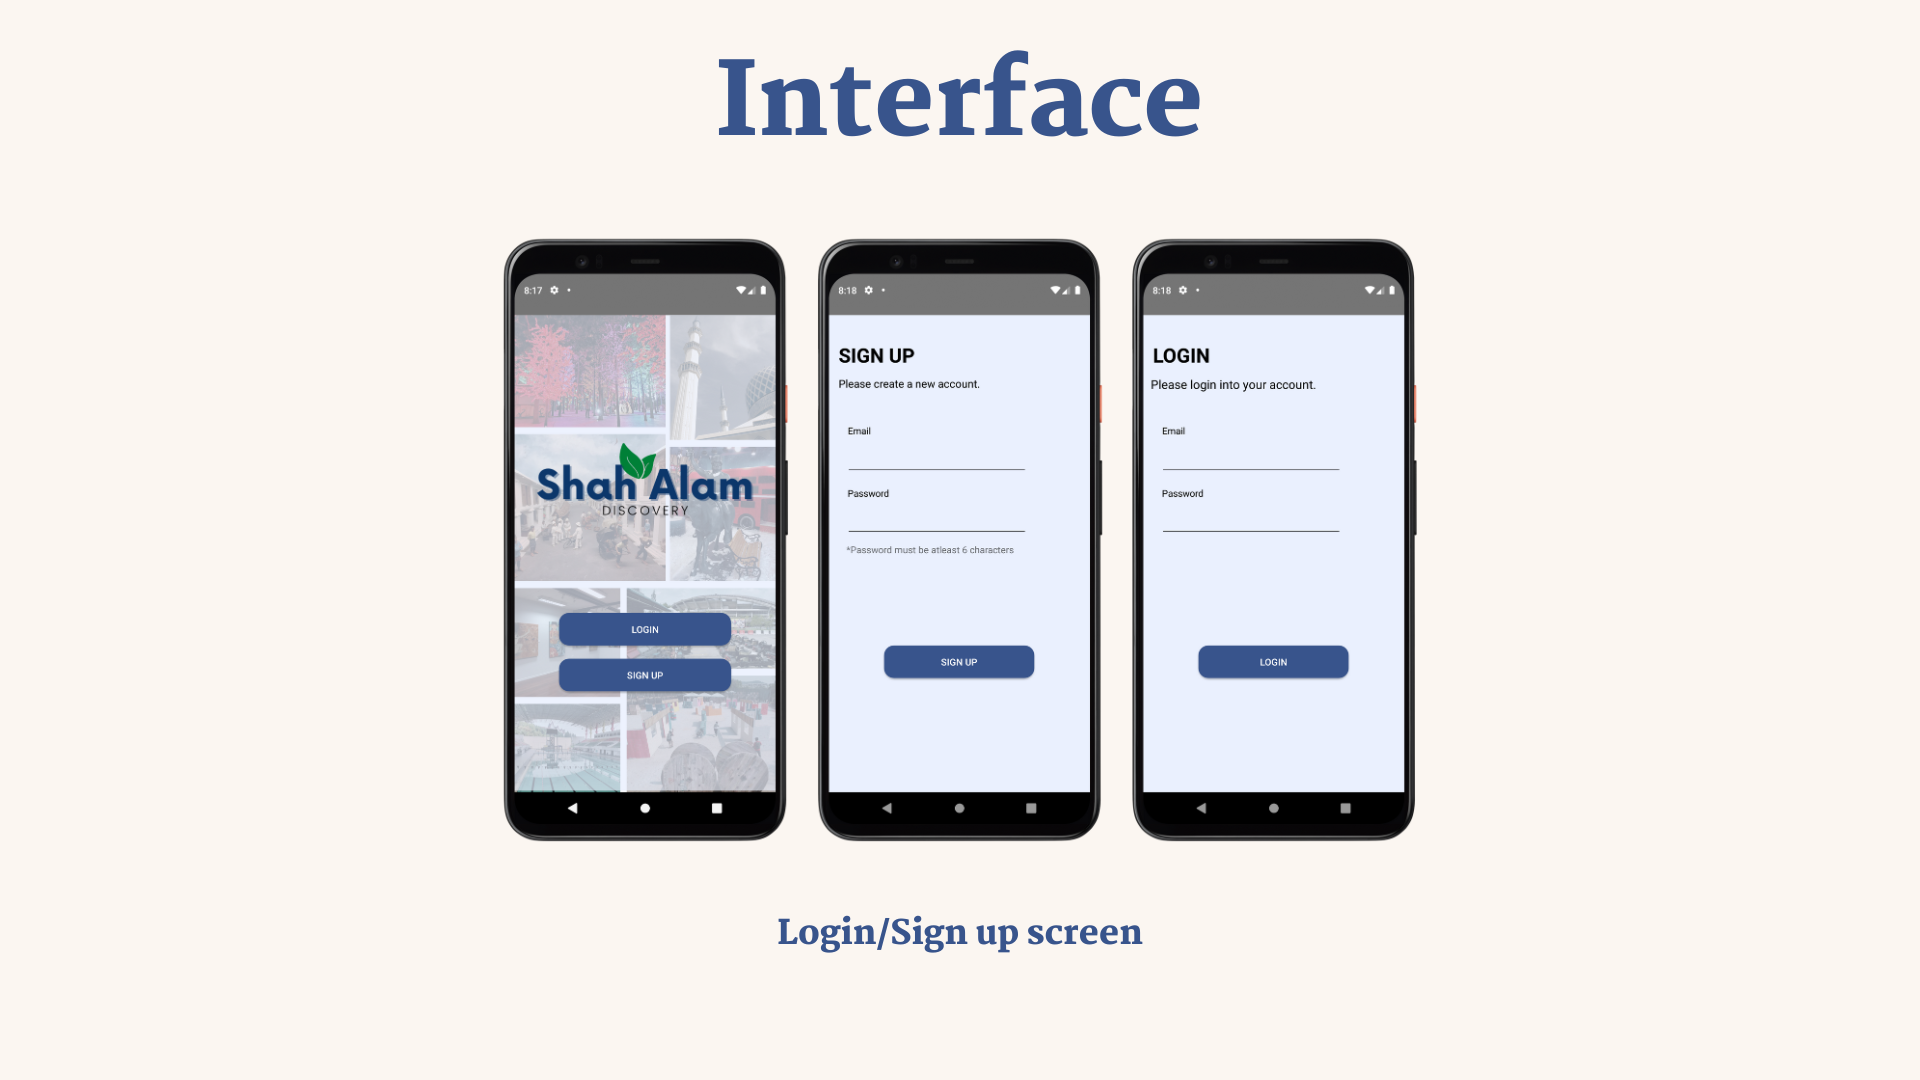 Interface
8:17
Shah Alam
DISCOVERY
LOGIN
SIGN UP
8:18
SIGN UP
Please create a new account.
Email
Password
*Password must be atleast 6 characters
SIGN UP
8:18
LOGIN
Please login into your account.
Email
Password
LOGIN
Login/Sign up screen